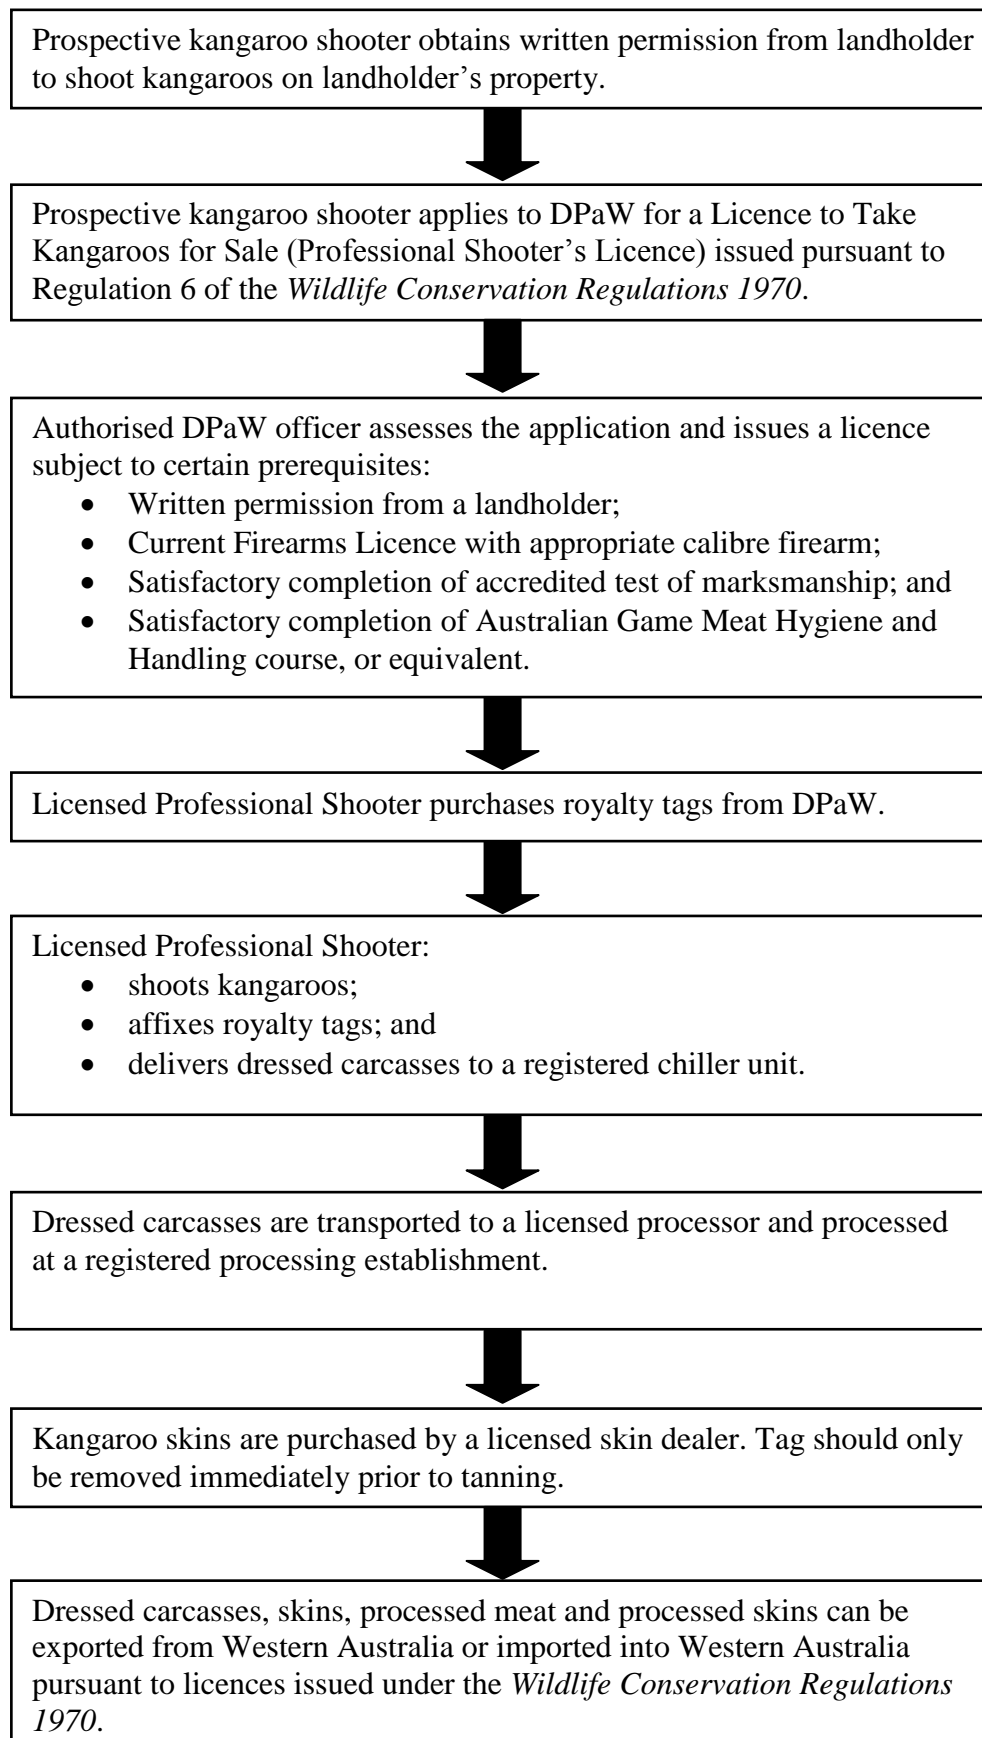 Prospective kangaroo shooter obtains written permission from landholder
to shoot kangaroos on landholder’s property.
Prospective kangaroo shooter applies to DPaW for a Licence to Take
Kangaroos for Sale (Professional Shooter’s Licence) issued pursuant to
Regulation 6 of the Wildlife Conservation Regulations 1970.
Authorised DPaW officer assesses the application and issues a licence
subject to certain prerequisites:
• Written permission from a landholder;
• Current Firearms Licence with appropriate calibre firearm;
• Satisfactory completion of accredited test of marksmanship; and
• Satisfactory completion of Australian Game Meat Hygiene and
Handling course, or equivalent.
Licensed Professional Shooter purchases royalty tags from DPaW.
Licensed Professional Shooter:
• shoots kangaroos;
• affixes royalty tags; and
• delivers dressed carcasses to a registered chiller unit.
Dressed carcasses are transported to a licensed processor and processed
at a registered processing establishment.
Kangaroo skins are purchased by a licensed skin dealer. Tag should only
be removed immediately prior to tanning.
Dressed carcasses, skins, processed meat and processed skins can be
exported from Western Australia or imported into Western Australia
pursuant to licences issued under the Wildlife Conservation Regulations
1970.